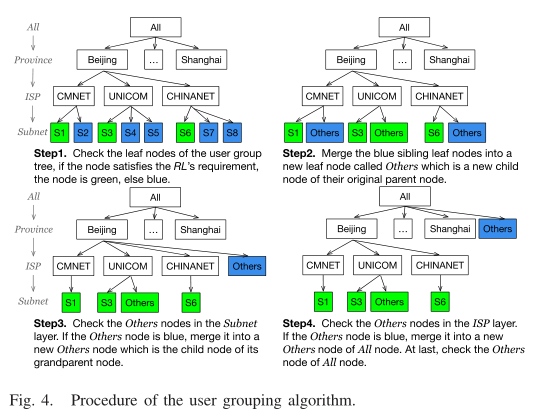 All
Province
ISP
Subnet
All
Beijing
...
Shanghai
CMNET
UNICOM
CHINANET
S1
S2
S3
S4
S5
S6
S7
S8
Step1. Check the leaf nodes of the user group
tree, if the node satisfies the RL's requirement,
the node is green, else blue.
All
Beijing
...
Shanghai
CMNET
UNICOM
CHINANET
S1
Others
S3
Others
S6
Others
Step2. Merge the blue sibling leaf nodes into a
new leaf node called Others which is a new child
node of their original parent node.
All
Province
ISP
Subnet
All
Beijing
...
Shanghai
CMNET
UNICOM
CHINANET
Others
S1
S3
Others
S6
Step3. Check the Others nodes in the Subnet
layer. If the Others node is blue, merge it into a
new Others node which is the child node of its
grandparent node.
All
Beijing
...
Shanghai
Others
CMNET
UNICOM
CHINANET
S1
S3
Others
S6
Step4. Check the Others nodes in the ISP layer.
If the Others node is blue, merge it into a new
Others node of All node. At last, check the Others
node of All node.
Fig. 4. Procedure of the user grouping algorithm.